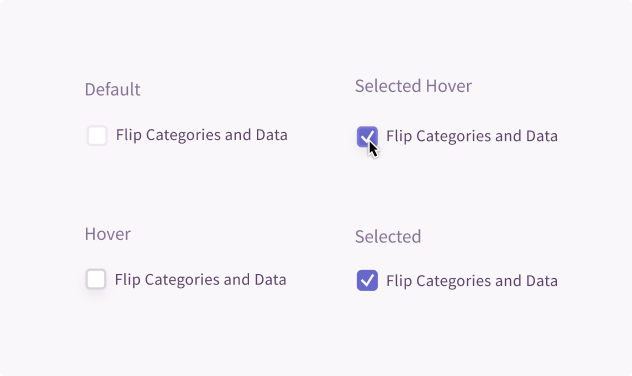 Default
Flip Categories and Data
Selected Hover
Flip Categories and Data
Hover
Flip Categories and Data
Selected
Flip Categories and Data